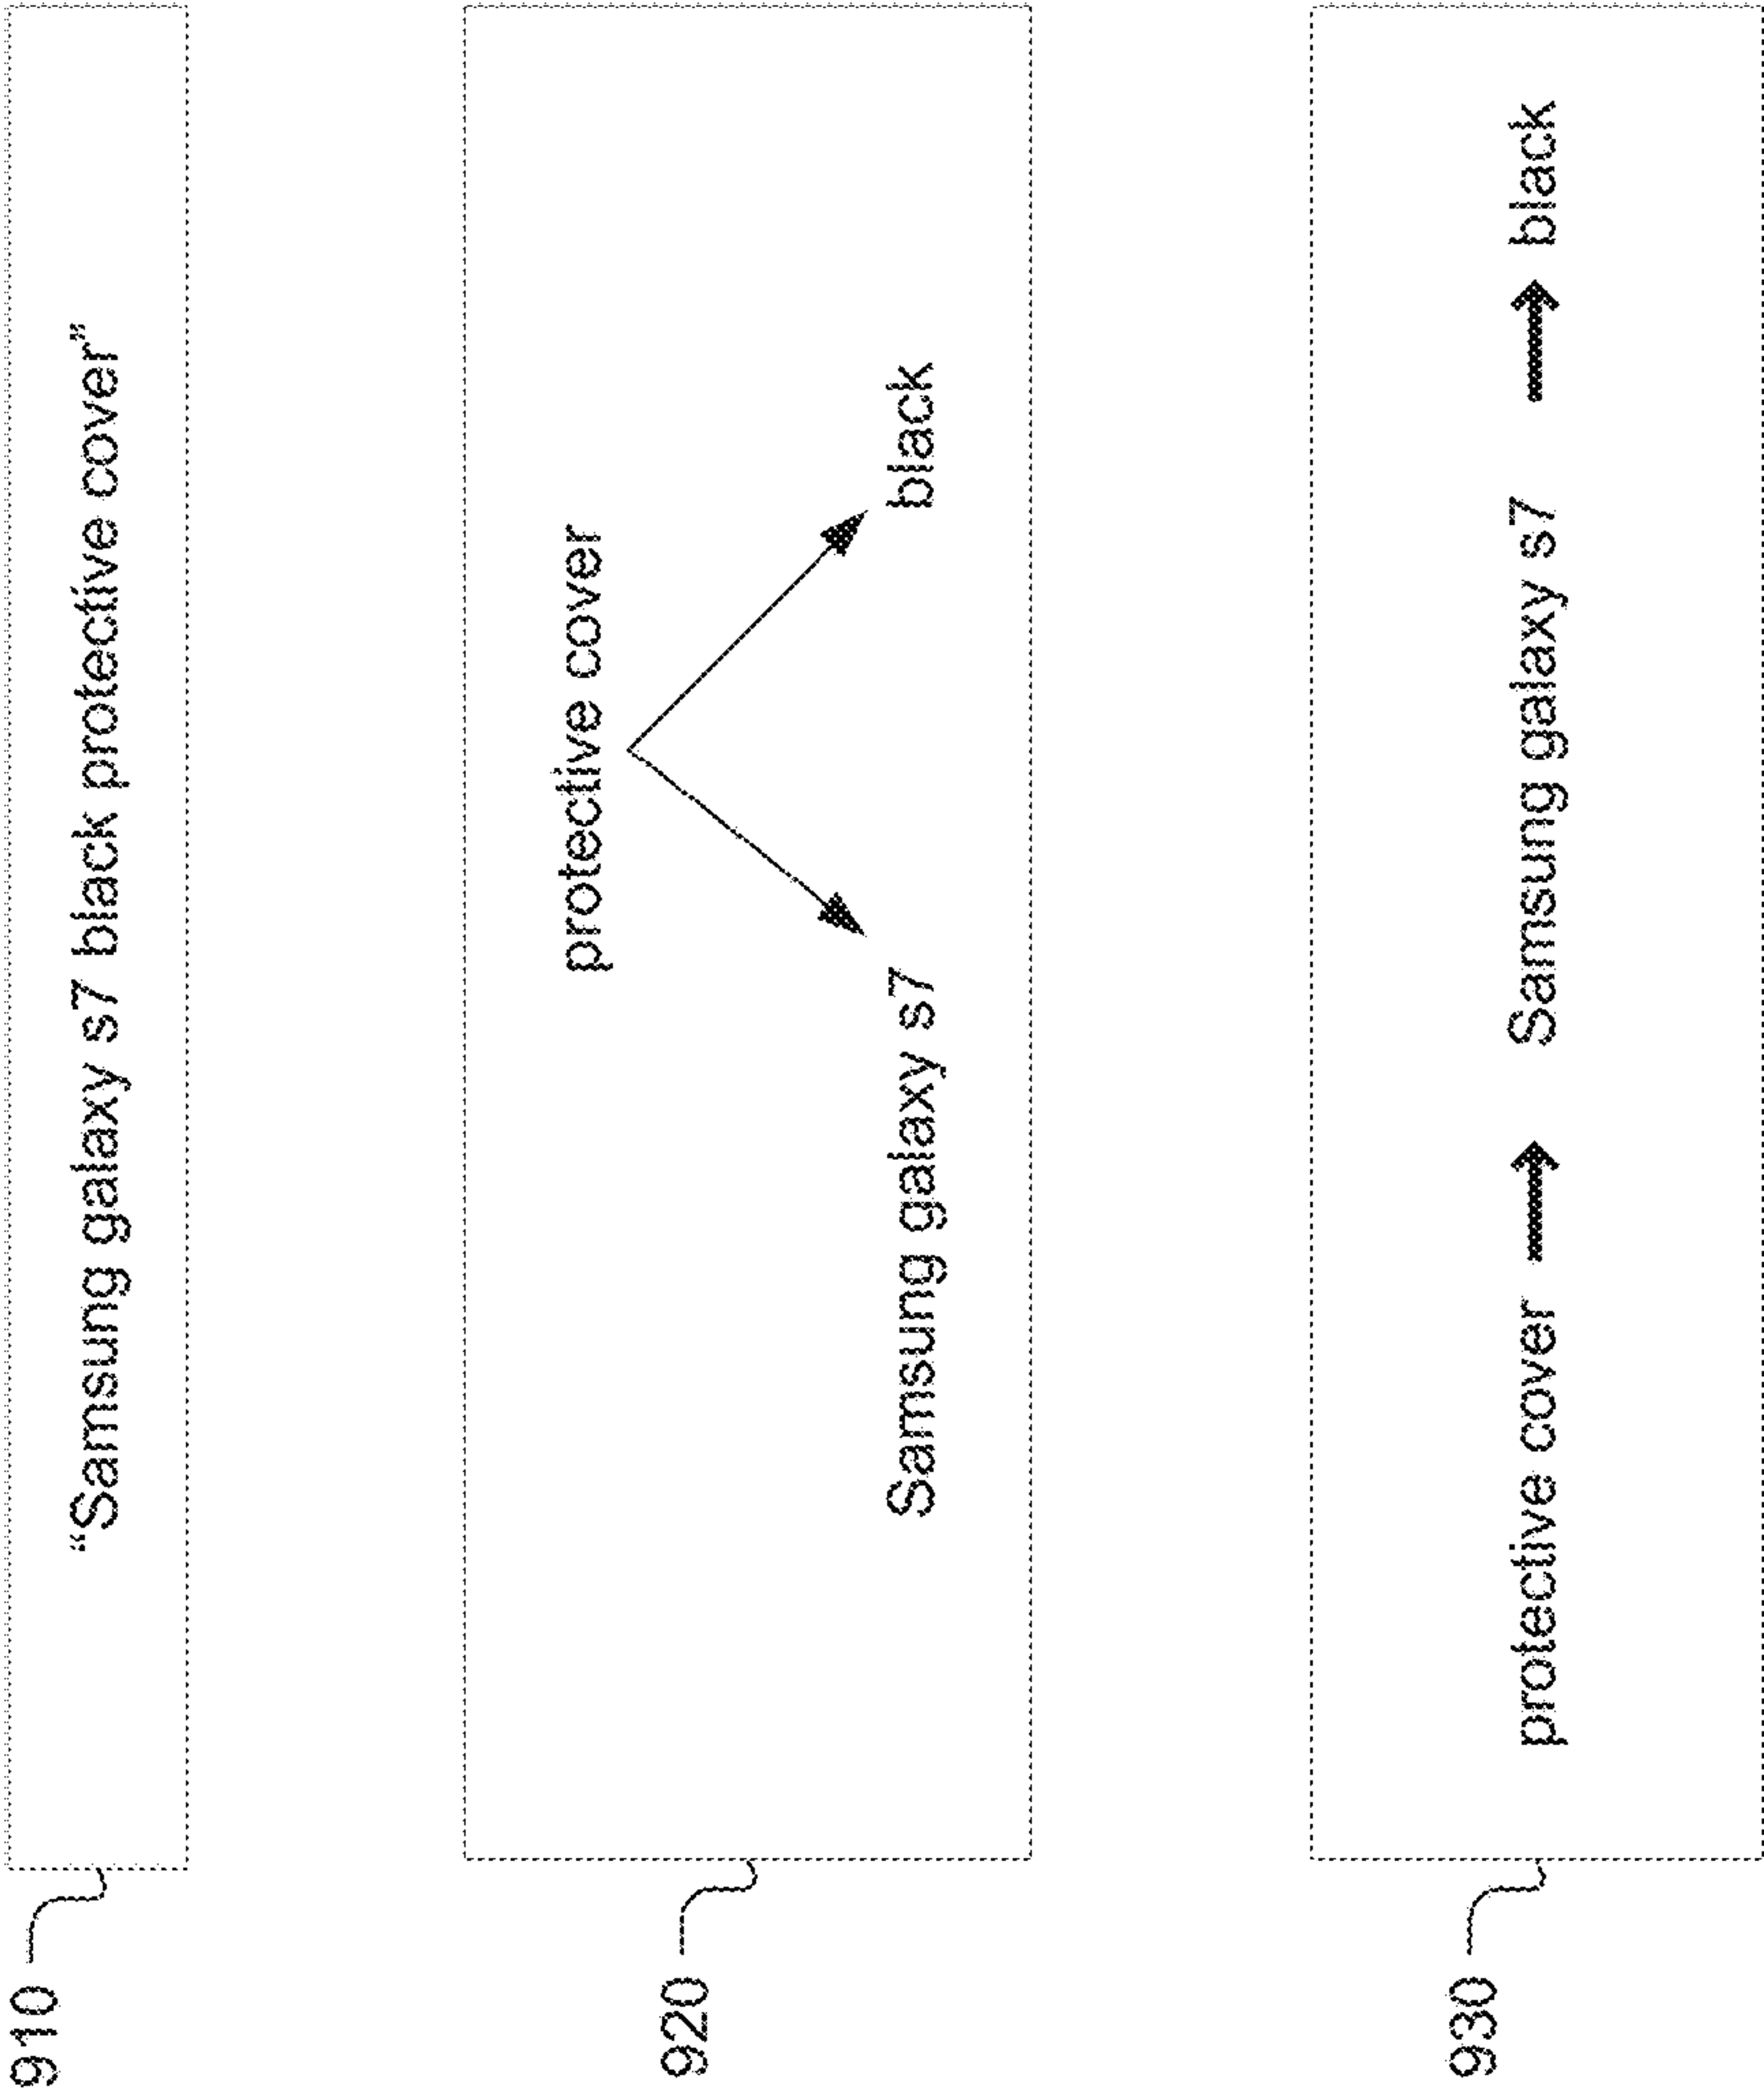 910
“Samsung galaxy s7 black protective cover”
920
protective cover
Samsung galaxy s7 black
930
protective cover → Samsung galaxy s7 → black